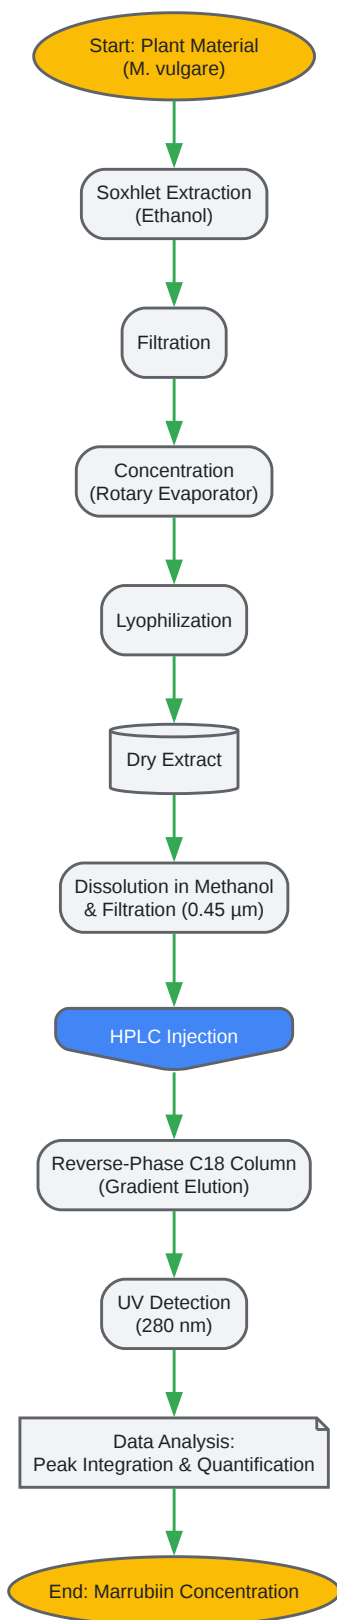 Start: Plant Material
(M. vulgare)
Soxhlet Extraction
(Ethanol)
Filtration
Concentration
(Rotary Evaporator)
Lyophilization
Dry Extract
Dissolution in Methanol
& Filtration (0.45 µm)
HPLC Injection
Reverse-Phase C18 Column
(Gradient Elution)
UV Detection
(280 nm)
Data Analysis:
Peak Integration & Quantification
End: Marrubiin Concentration